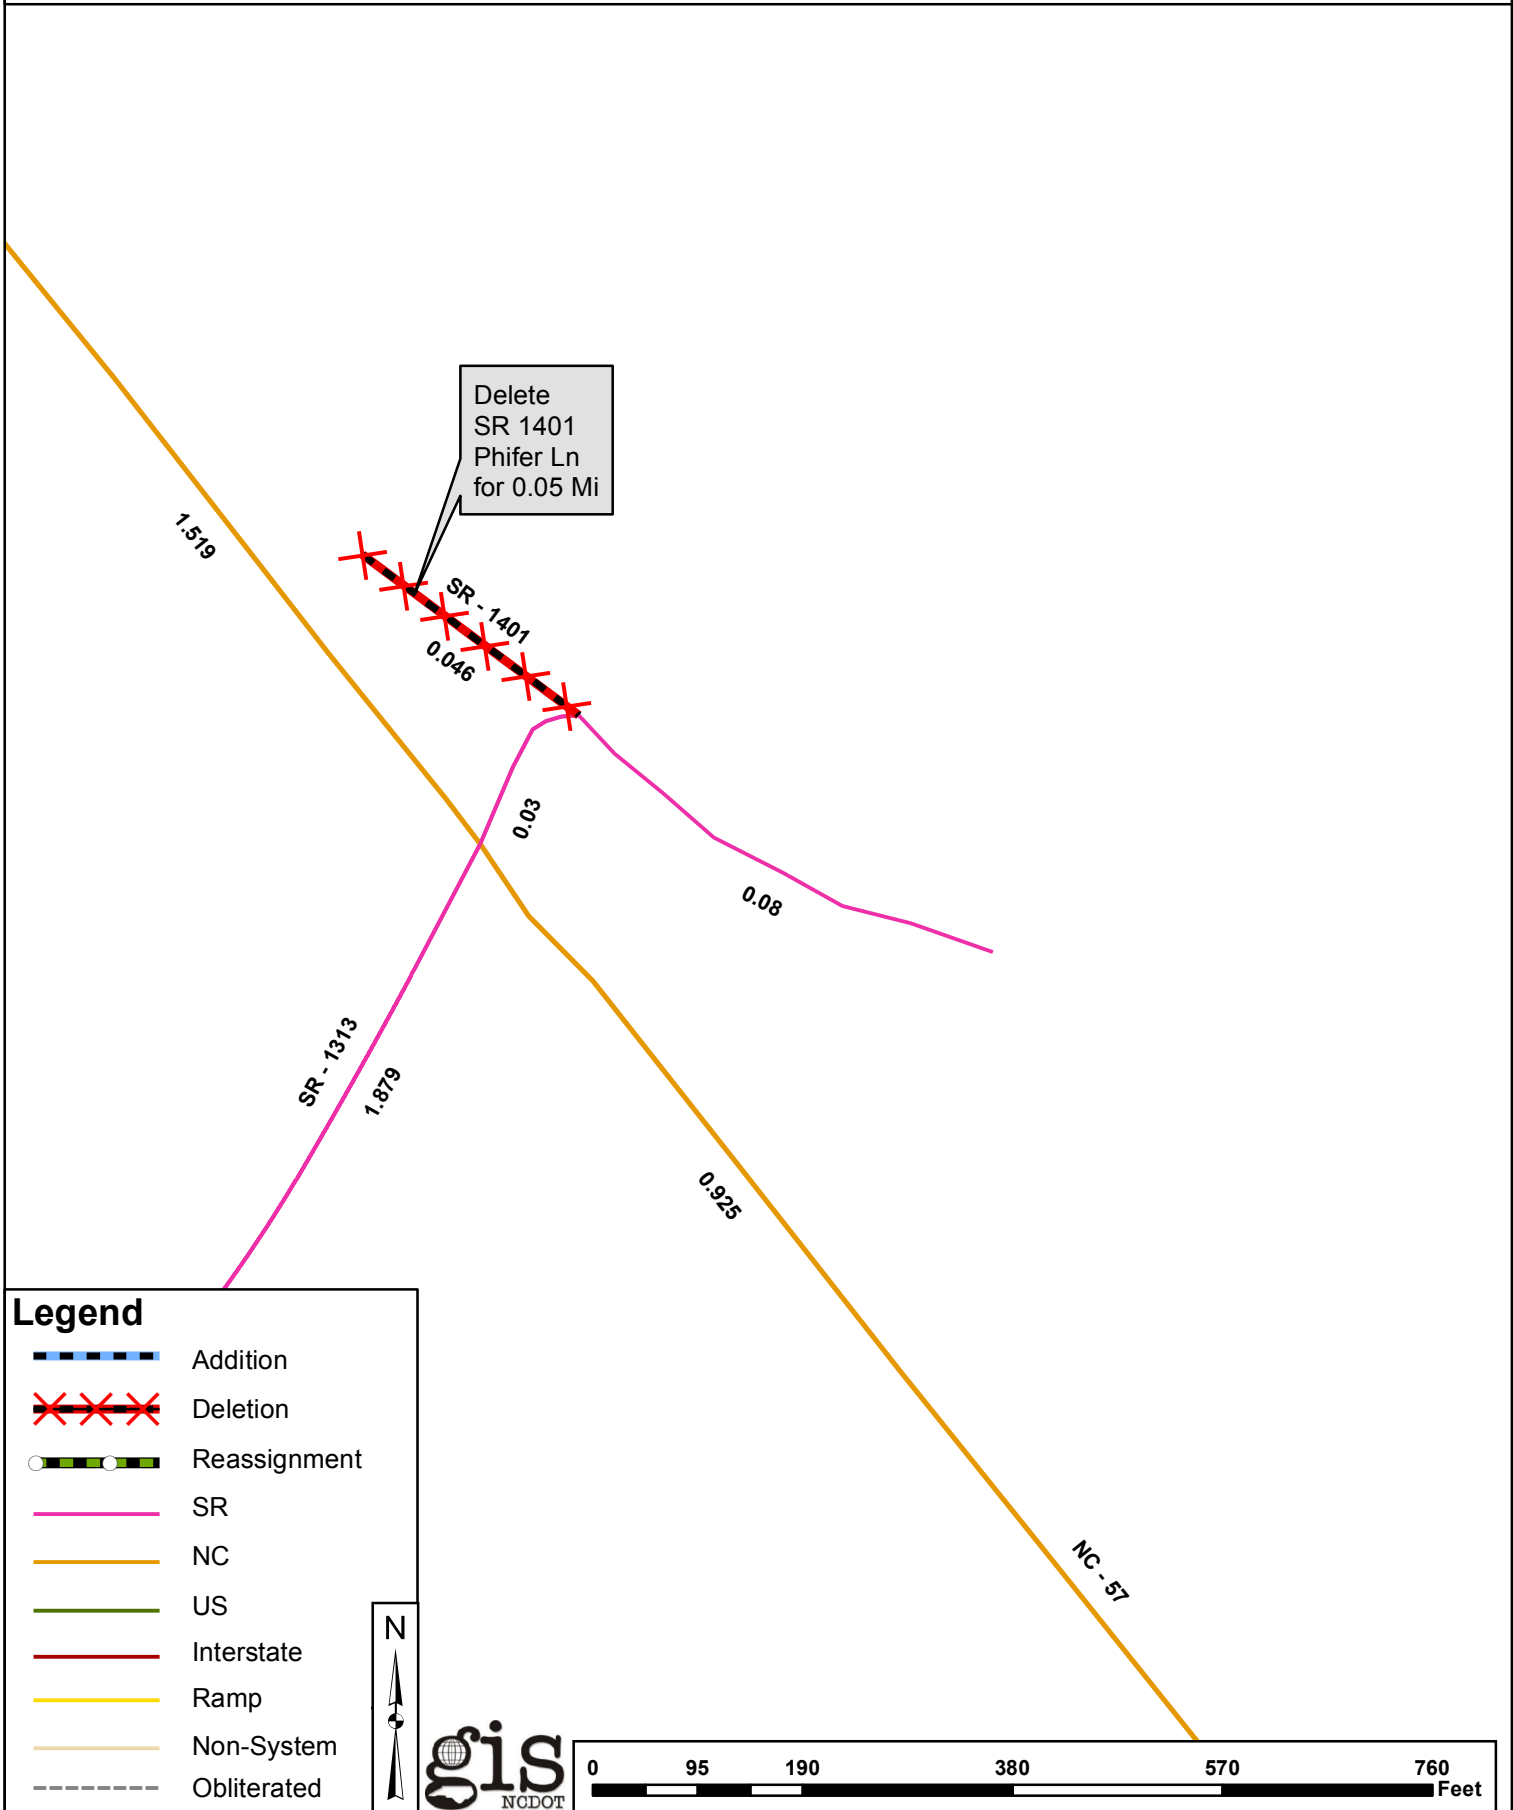 Delete
SR 1401
Phifer Ln
for 0.05 Mi
1.519
SR - 1401
0.046
0.03
0.08
SR - 1313
1.879
0.925
NC - 57
Legend
Addition
Deletion
Reassignment
SR
NC
US
Interstate
Ramp
Non-System
Obliterated
N
gis
NCDOT
0 95 190 380 570 760
Feet